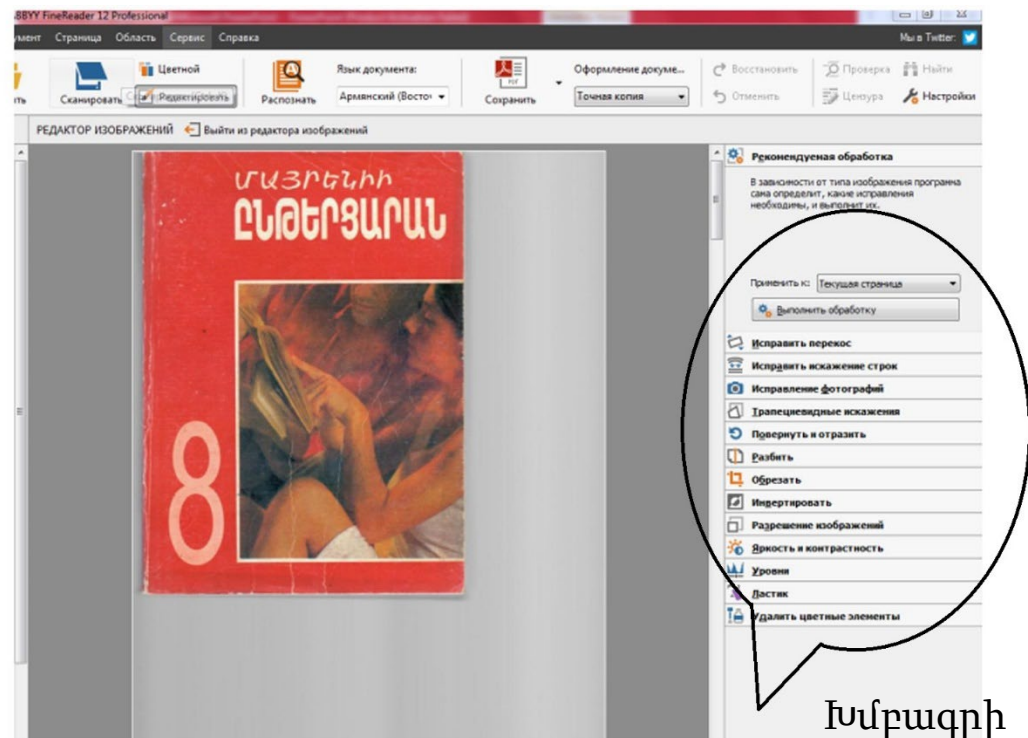 ABBYY FineReader 12 Professional
умент Страница Область Сервис Справка
Мы в Twitter:
Сканировать
Цветной
Редактировать
Распознать
Язык документа:
Армянский (Восточ
Сохранить
Оформление докуме...
Точная копия
Восстановить
Отменить
Проверка
Цензура
Найти
Настройки
РЕДАКТОР ИЗОБРАЖЕНИЙ Выйти из редактора изображений
ՄԱՅՐԵՆԻԻ
ԸՆԹԵՐՑԱՐԱՆ
8
Рекомендуемая обработка
В зависимости от типа изображения программа
сама определит, какие исправления
необходимы, и выполнит их.
Применить к: Текущая страница
Выполнить обработку
Исправить перекос
Исправить искажение строк
Исправление фотографий
Трапециевидные искажения
Повернуть и отразить
Разбить
Обрезать
Инвертировать
Разрешение изображений
Яркость и контрастность
Уровни
Ластик
Удалить цветные элементы
Խմբագրի